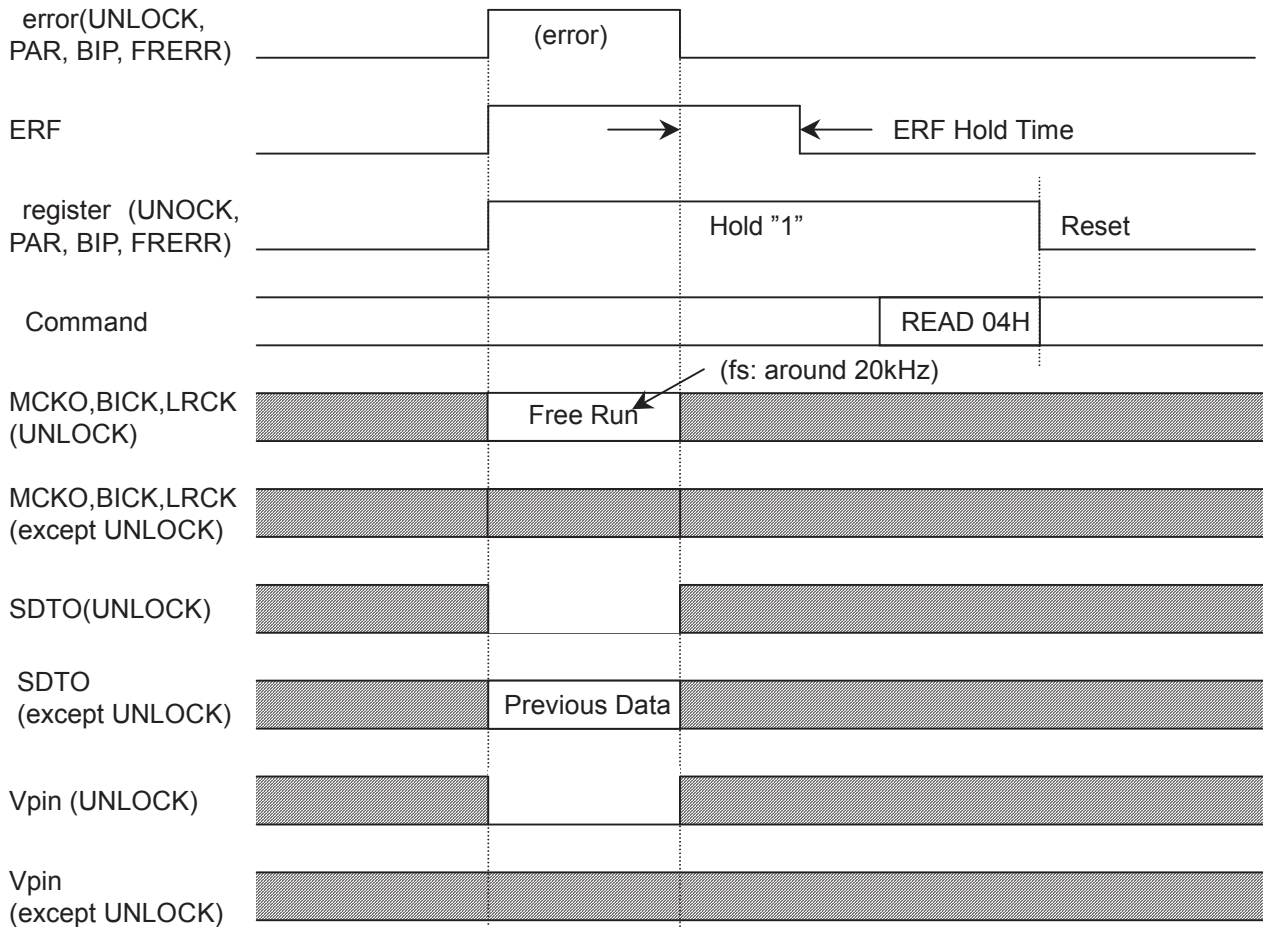 error(UNLOCK,
PAR, BIP, FRERR)
(error)
ERF
ERF Hold Time
register (UNOCK,
PAR, BIP, FRERR)
Hold ”1”
Reset
Command
READ 04H
(fs: around 20kHz)
MCKO,BICK,LRCK
(UNLOCK)
Free Run
MCKO,BICK,LRCK
(except UNLOCK)
SDTO(UNLOCK)
SDTO
(except UNLOCK)
Previous Data
Vpin (UNLOCK)
Vpin
(except UNLOCK)